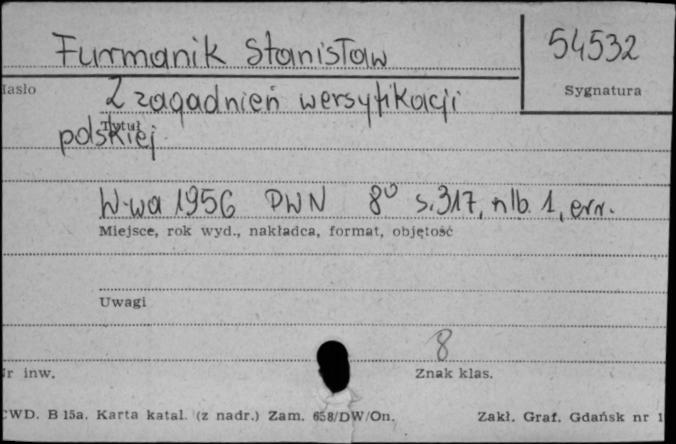 Furmanik Stanisław
54532
Sygnatura
Hasło
Z zagadnień wersyfikacji
Tytuł
polskiej
W-wa 1956 PWN 8° s. 317, nlb. 1, err.
Miejsce, rok wyd., nakładca, format, objętość
Uwagi
8
Nr inw.
Znak klas.
CWD. B 15a. Karta katal. (z nadr.) Zam. 658/DW/On.
Zakł. Graf. Gdańsk nr 1